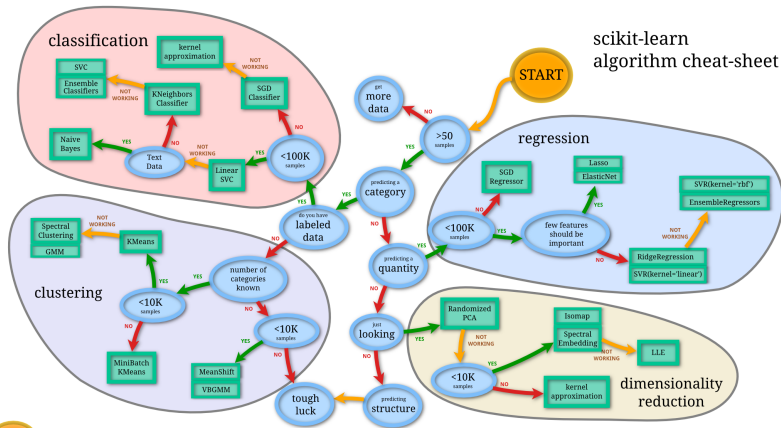 scikit-learn
algorithm cheat-sheet
START
>50
samples
NO
get
more
data
YES
predicting a
category
YES
do you have
labeled
data
YES
classification
<100K
samples
YES
Linear
SVC
NOT
WORKING
Text
Data
YES
Naive
Bayes
NO
KNeighbors
Classifier
NOT
WORKING
SVC
Ensemble
Classifiers
NO
SGD
Classifier
NOT
WORKING
kernel
approximation
NO
clustering
number of
categories
known
YES
<10K
samples
YES
KMeans
NOT
WORKING
Spectral
Clustering
GMM
NO
MiniBatch
KMeans
NO
<10K
samples
YES
MeanShift
VBGMM
NO
tough
luck
NO
predicting a
quantity
YES
regression
<100K
samples
NO
SGD
Regressor
YES
few features
should be
important
YES
Lasso
ElasticNet
NO
RidgeRegression
SVR(kernel='linear')
NOT
WORKING
SVR(kernel='rbf')
EnsembleRegressors
NO
just
looking
YES
Randomized
PCA
NOT
WORKING
<10K
samples
YES
Isomap
Spectral
Embedding
NOT
WORKING
LLE
NO
kernel
approximation
dimensionality
reduction
NO
predicting
structure